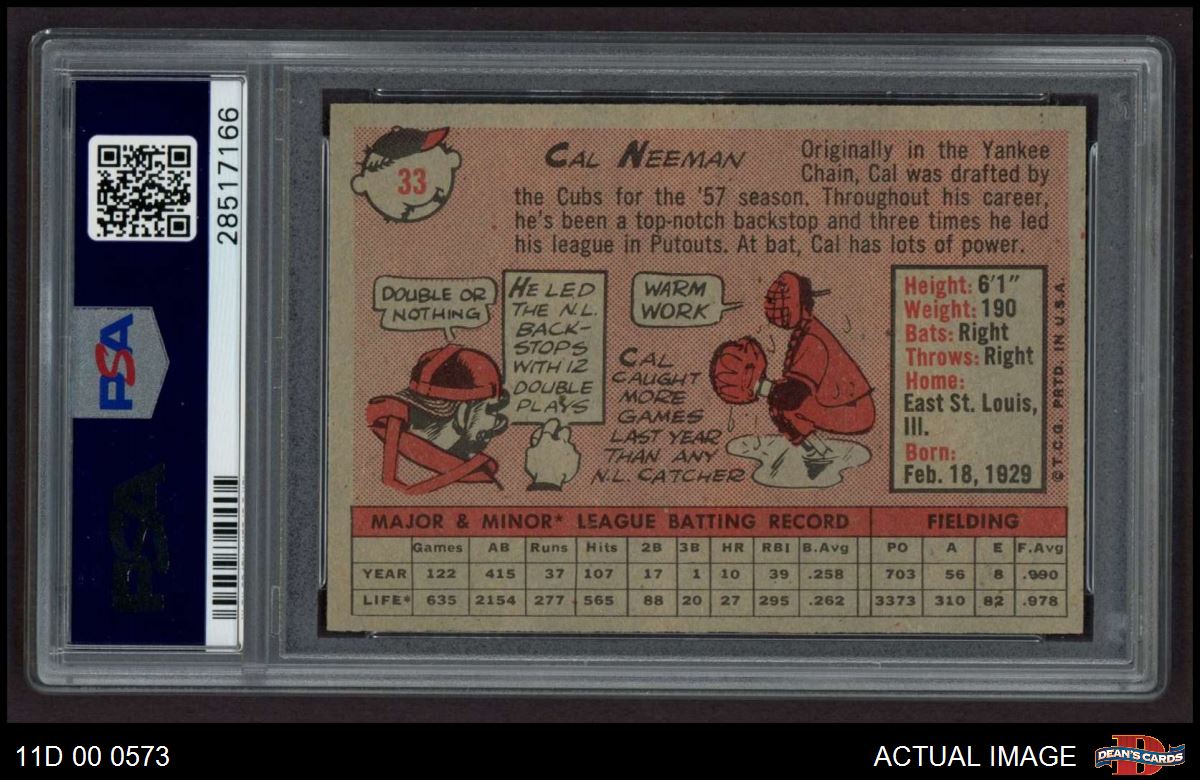 28517166
PSA
PSA
33
CAL NEEMAN
Originally in the Yankee
Chain, Cal was drafted by
the Cubs for the '57 season. Throughout his career,
he's been a top-notch backstop and three times he led
his league in Putouts. At bat, Cal has lots of power.
DOUBLE OR
NOTHING
HE LED
THE N.L.
BACK-
STOPS
WITH 12
DOUBLE
PLAYS
WARM
WORK
CAL
CAUGHT
MORE
GAMES
LAST YEAR
THAN ANY
N.L. CATCHER
Height: 6'1"
Weight: 190
Bats: Right
Throws: Right
Home:
East St. Louis,
Ill.
Born:
Feb. 18, 1929
© T.C.G. PRTD. IN U.S.A.
MAJOR & MINOR* LEAGUE BATTING RECORD FIELDING
Games AB Runs Hits 2B 3B HR RBI B.Avg PO A E F.Avg
YEAR 122 415 37 107 17 1 10 39 .258 703 56 8 .990
LIFE* 635 2154 277 565 88 20 27 295 .262 3373 310 82 .978
11D 00 0573
ACTUAL IMAGE
D
DEAN'S CARDS